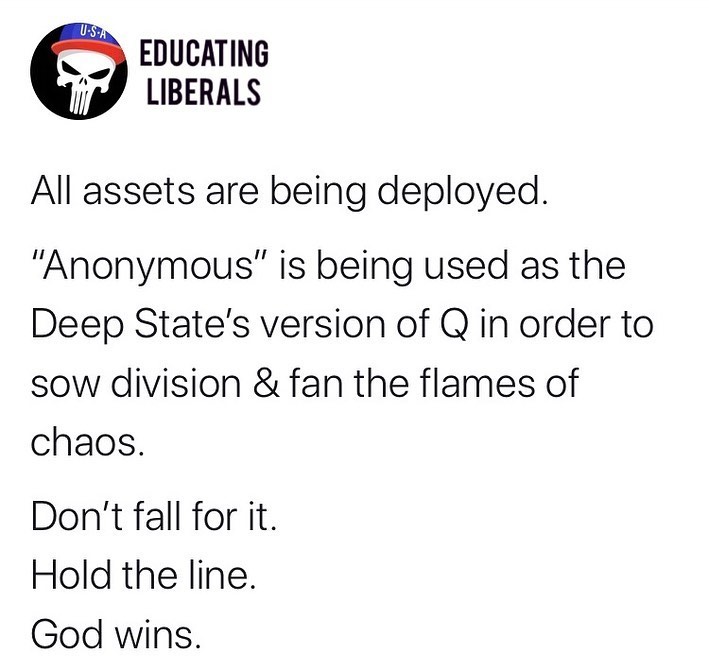 U·S·A
EDUCATING
LIBERALS
All assets are being deployed.
“Anonymous” is being used as the
Deep State’s version of Q in order to
sow division & fan the flames of
chaos.
Don’t fall for it.
Hold the line.
God wins.